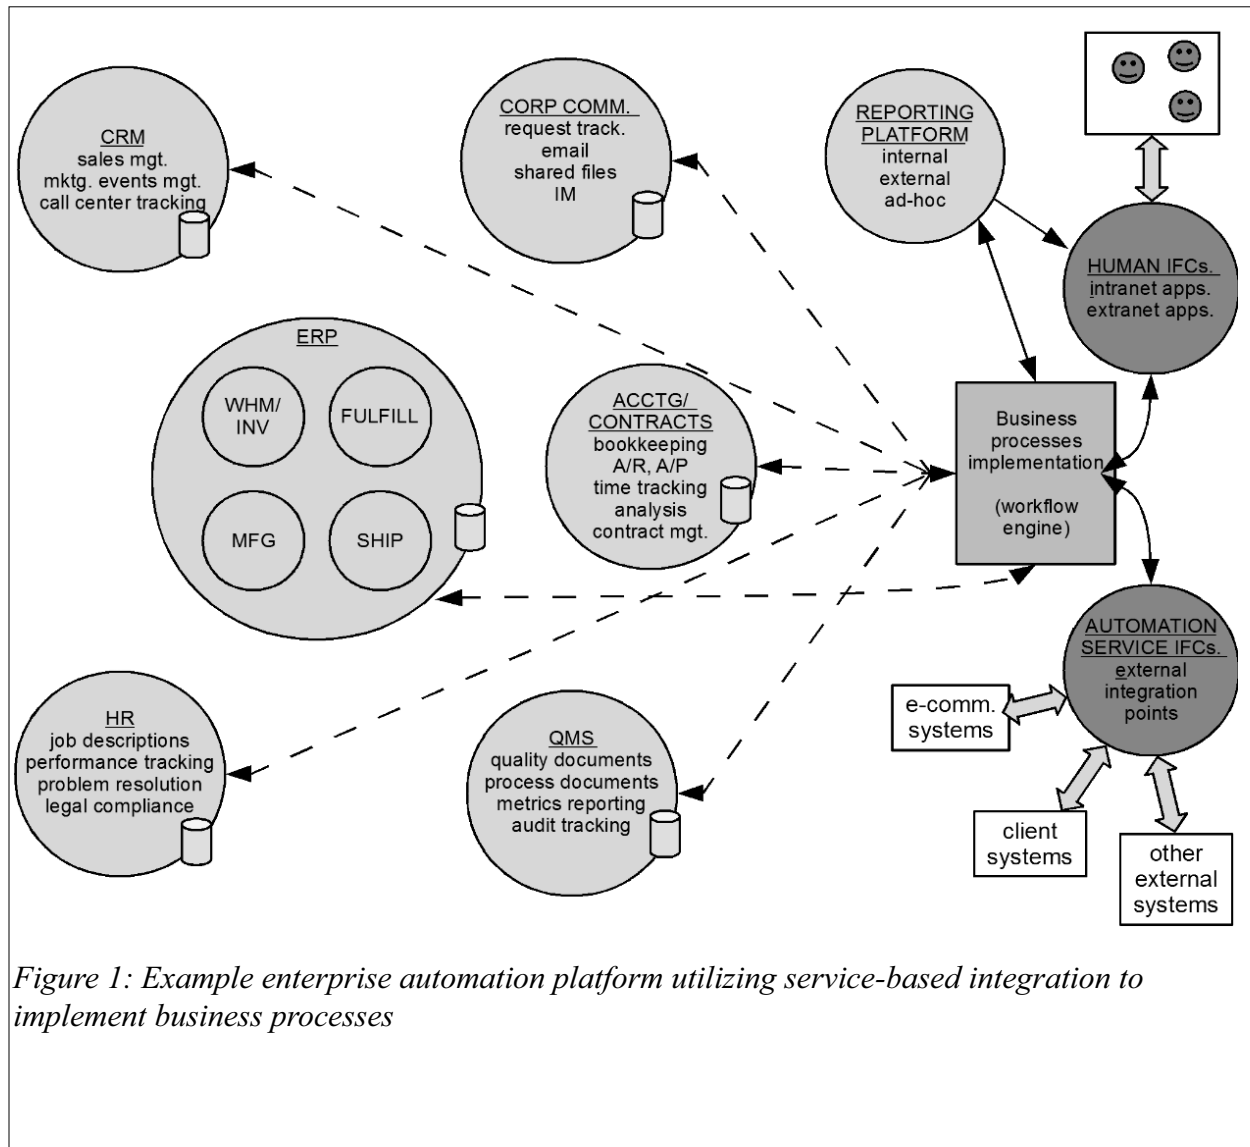 CRM
sales mgt.
mktg. events mgt.
call center tracking
CORP COMM.
request track.
email
shared files
IM
REPORTING
PLATFORM
internal
external
ad-hoc
HUMAN IFCs.
intranet apps.
extranet apps.
ERP
WHM/
INV
FULFILL
MFG
SHIP
ACCTG/
CONTRACTS
bookkeeping
A/R, A/P
time tracking
analysis
contract mgt.
Business
processes
implementation
(workflow
engine)
AUTOMATION
SERVICE IFCs.
external
integration
points
e-comm.
systems
client
systems
other
external
systems
HR
job descriptions
performance tracking
problem resolution
legal compliance
QMS
quality documents
process documents
metrics reporting
audit tracking
Figure 1: Example enterprise automation platform utilizing service-based integration to
implement business processes